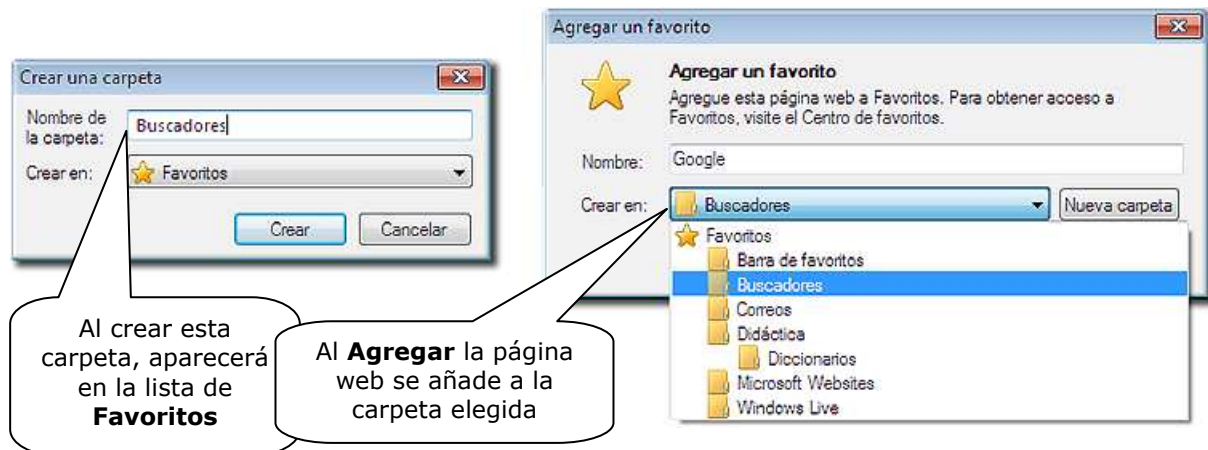 Crear una carpeta
Nombre de
la carpeta:
Buscadores
Crear en:
Favoritos
Crear
Cancelar
Al crear esta
carpeta, aparecerá
en la lista de
Favoritos
Agregar un favorito
Agregar un favorito
Agregue esta página web a Favoritos. Para obtener acceso a
Favoritos, visite el Centro de favoritos.
Nombre:
Google
Crear en:
Buscadores
Nueva carpeta
Favoritos
Barra de favoritos
Buscadores
Correos
Didáctica
Diccionarios
Microsoft Websites
Windows Live
Al Agregar la página
web se añade a la
carpeta elegida